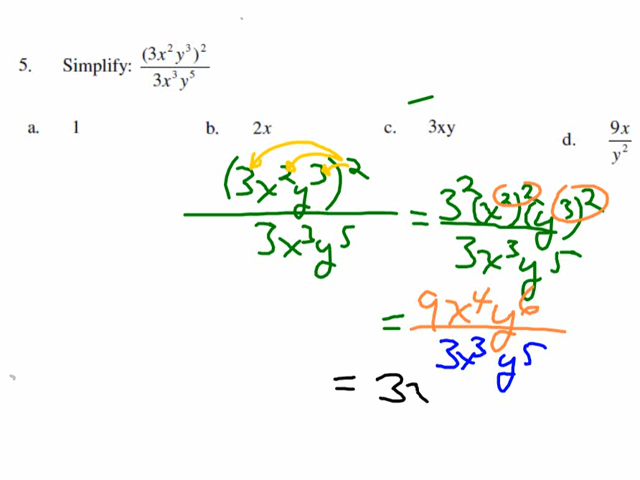 5. Simplify: (3x²y³)² / 3x³y⁵
a. 1 b. 2x c. 3xy d. 9x / y²
(3x²y³)² / 3x³y⁵ = 3²(x²)²(y³)² / 3x³y⁵
= 9x⁴y⁶ / 3x³y⁵
= 3x